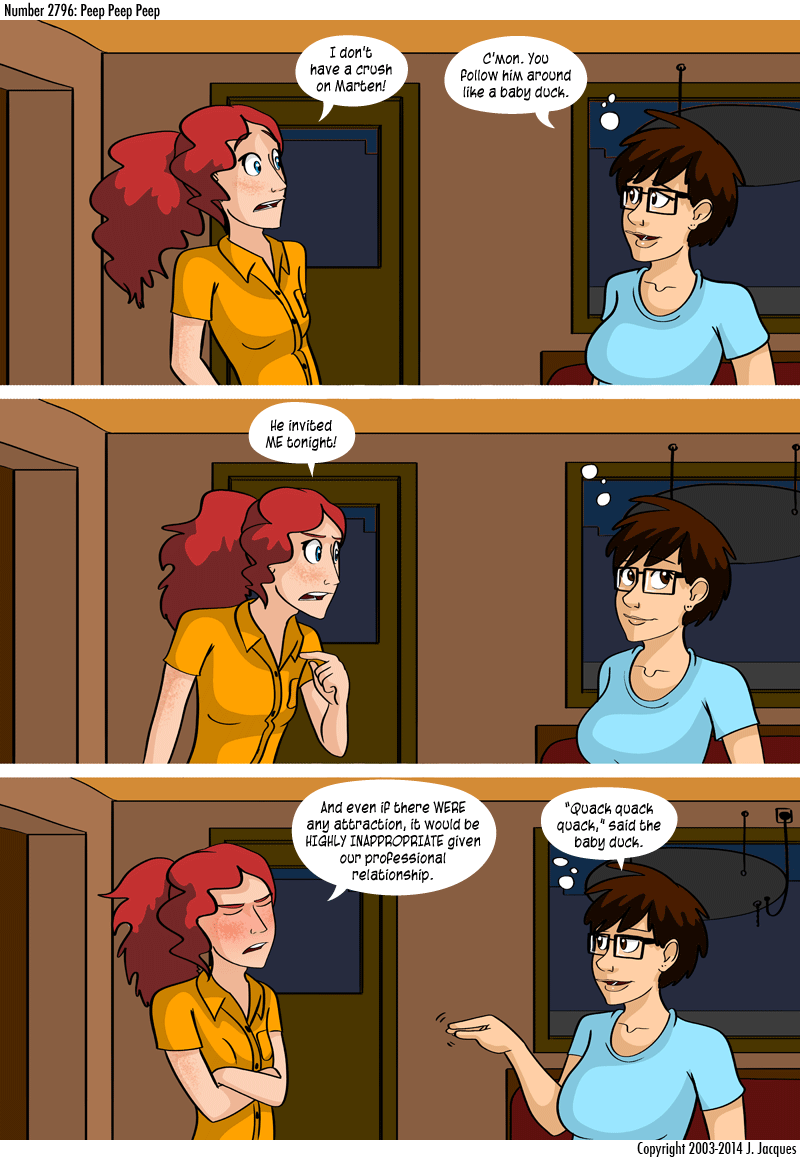 Number 2796: Peep Peep Peep
I don't
have a crush
on Marten!
C'mon. You
follow him around
like a baby duck.
He invited
ME tonight!
And even if there WERE
any attraction, it would be
HIGHLY INAPPROPRIATE given
our professional
relationship.
"Quack quack
quack," said the
baby duck.
Copyright 2003-2014 J. Jacques